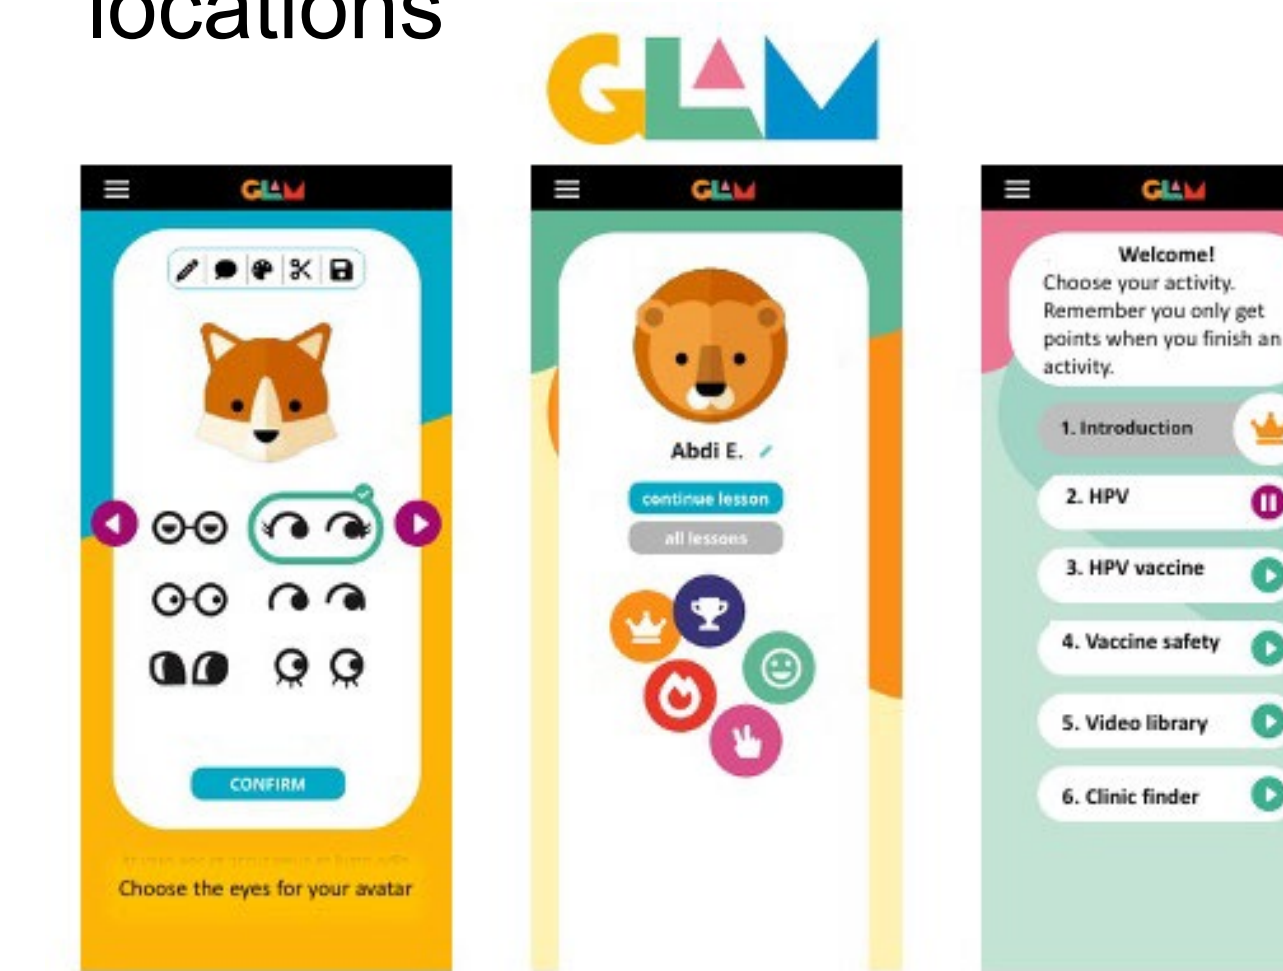 locations
GLAM
GLAM
Choose the eyes for your avatar
CONFIRM
GLAM
Abdi E.
continue lesson
all lessons
GLAM
Welcome!
Choose your activity.
Remember you only get
points when you finish an
activity.
1. Introduction
2. HPV
3. HPV vaccine
4. Vaccine safety
5. Video library
6. Clinic finder